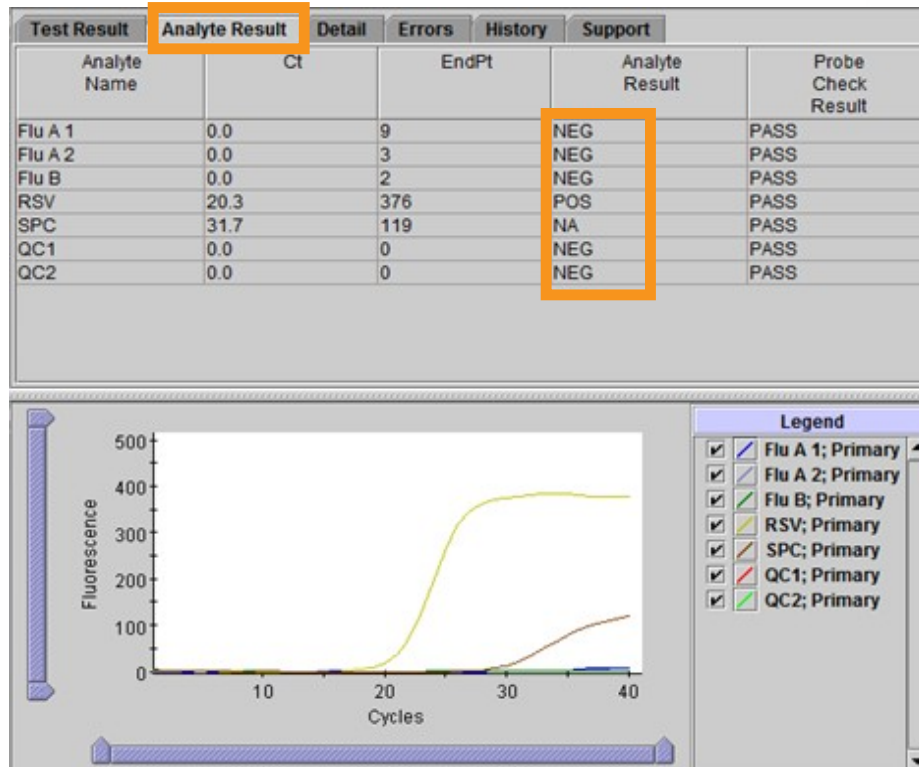 Test Result Analyte Result Detail Errors History Support
Analyte Name Ct EndPt Analyte Result Probe Check Result
Flu A 1 0.0 9 NEG PASS
Flu A 2 0.0 3 NEG PASS
Flu B 0.0 2 NEG PASS
RSV 20.3 376 POS PASS
SPC 31.7 119 NA PASS
QC1 0.0 0 NEG PASS
QC2 0.0 0 NEG PASS
500
400
300
200
100
0
Fluorescence
10 20 30 40
Cycles
Legend
Flu A 1; Primary
Flu A 2; Primary
Flu B; Primary
RSV; Primary
SPC; Primary
QC1; Primary
QC2; Primary